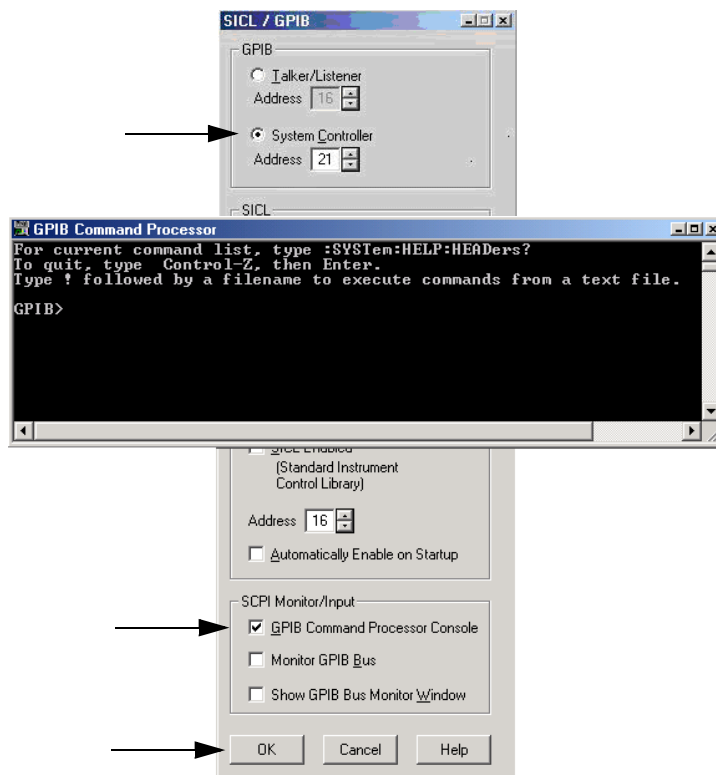 SICL / GPIB
GPIB
Talker/Listener
Address 16
System Controller
Address 21
SICL
GPIB Command Processor
For current command list, type :SYSTem:HELP:HEADers?
To quit, type  Control-Z, then Enter.
Type ! followed by a filename to execute commands from a text file.
GPIB>
SICL Enabled
(Standard Instrument
Control Library)
Address 16
Automatically Enable on Startup
SCPI Monitor/Input
GPIB Command Processor Console
Monitor GPIB Bus
Show GPIB Bus Monitor Window
OK Cancel Help